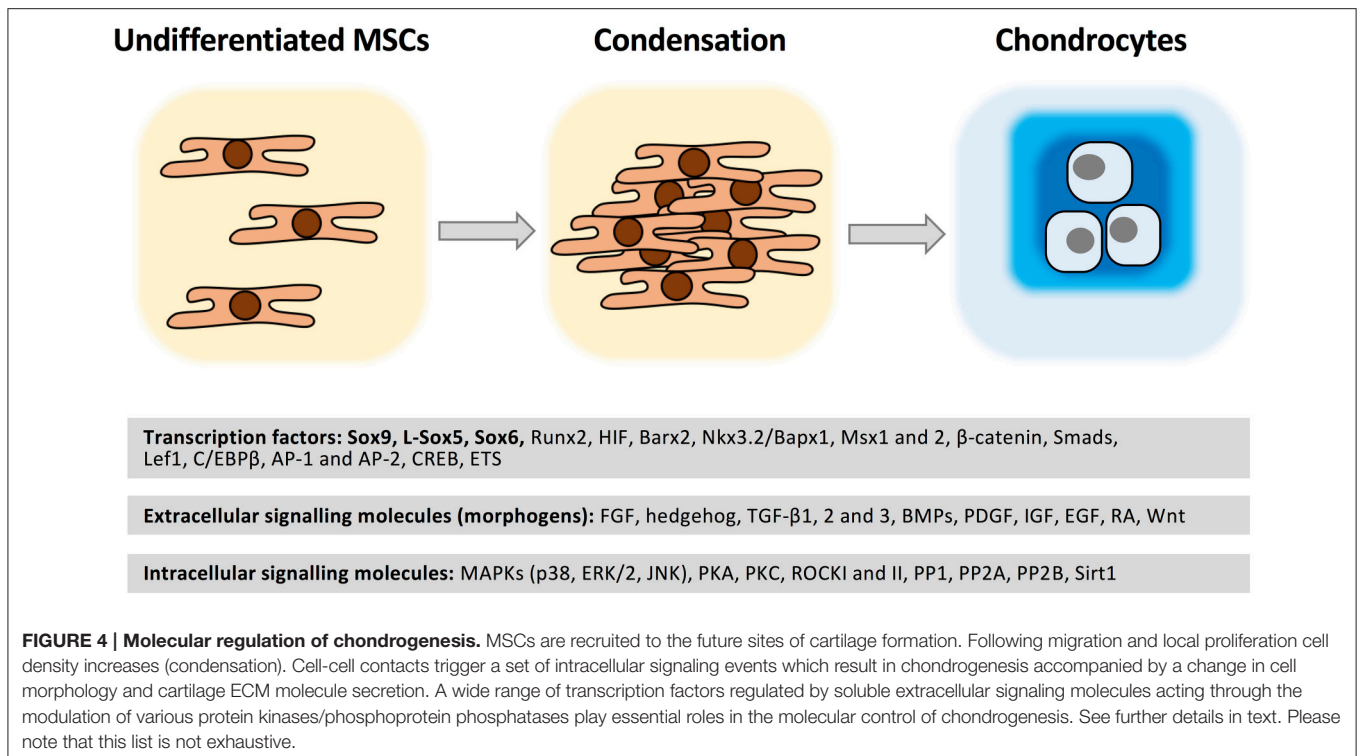 Undifferentiated MSCs
Condensation
Chondrocytes
Transcription factors: Sox9, L-Sox5, Sox6, Runx2, HIF, Barx2, Nkx3.2/Bapx1, Msx1 and 2, β-catenin, Smads,
Lef1, C/EBPβ, AP-1 and AP-2, CREB, ETS
Extracellular signalling molecules (morphogens): FGF, hedgehog, TGF-β1, 2 and 3, BMPs, PDGF, IGF, EGF, RA, Wnt
Intracellular signalling molecules: MAPKs (p38, ERK/2, JNK), PKA, PKC, ROCKI and II, PP1, PP2A, PP2B, Sirt1
FIGURE 4 | Molecular regulation of chondrogenesis. MSCs are recruited to the future sites of cartilage formation. Following migration and local proliferation cell
density increases (condensation). Cell-cell contacts trigger a set of intracellular signaling events which result in chondrogenesis accompanied by a change in cell
morphology and cartilage ECM molecule secretion. A wide range of transcription factors regulated by soluble extracellular signaling molecules acting through the
modulation of various protein kinases/phosphoprotein phosphatases play essential roles in the molecular control of chondrogenesis. See further details in text. Please
note that this list is not exhaustive.